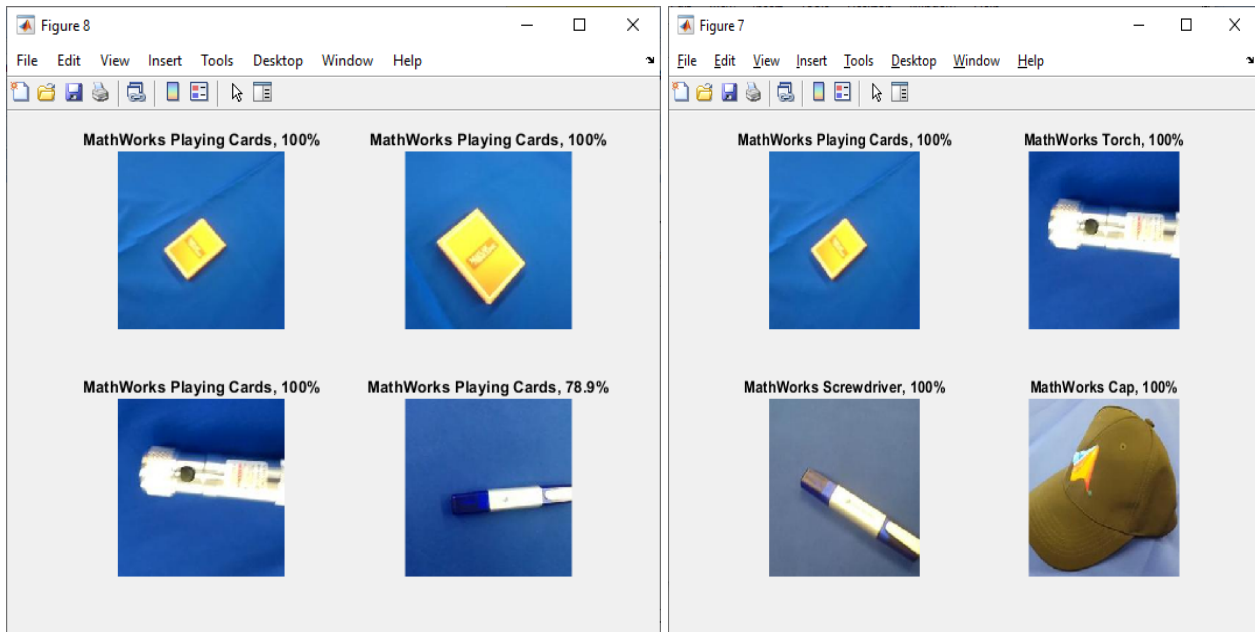 Figure 8
File Edit View Insert Tools Desktop Window Help
MathWorks Playing Cards, 100%
MathWorks Playing Cards, 100%
MathWorks Playing Cards, 100%
MathWorks Playing Cards, 78.9%
Figure 7
File Edit View Insert Tools Desktop Window Help
MathWorks Playing Cards, 100%
MathWorks Torch, 100%
MathWorks Screwdriver, 100%
MathWorks Cap, 100%